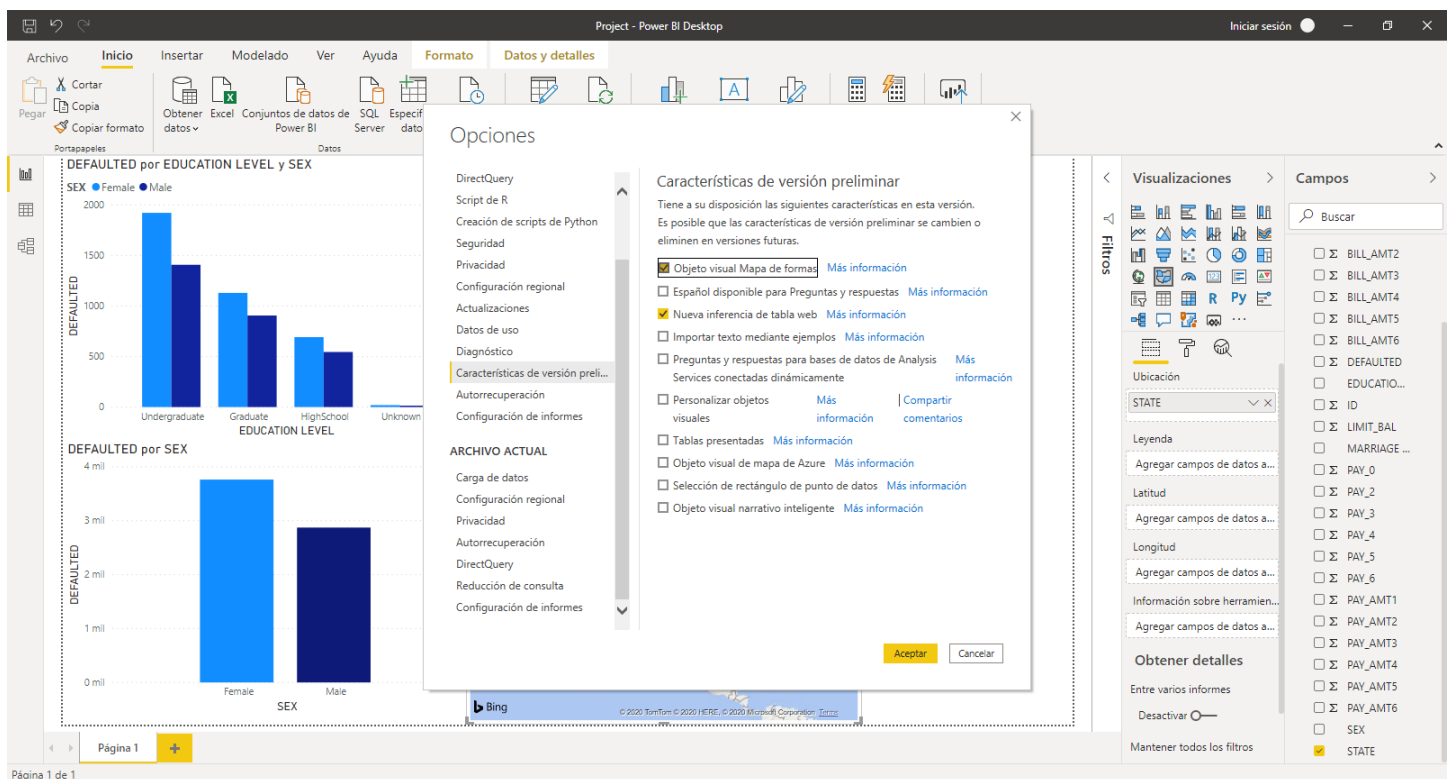 Project - Power BI Desktop
Iniciar sesión
Archivo Inicio Insertar Modelado Ver Ayuda Formato Datos y detalles
Pegar
Cortar
Copia
Copiar formato
Portapapeles
Obtener datos
Excel
Conjuntos de datos de Power BI
SQL Server
Especif
dato
Datos
DEFAULTED por EDUCATION LEVEL y SEX
SEX Female Male
2000
1500
1000
500
0
DEFAULTED
Undergraduate Graduate HighSchool Unknown
EDUCATION LEVEL
DEFAULTED por SEX
4 mil
3 mil
2 mil
1 mil
0 mil
DEFAULTED
Female Male
SEX
Opciones
DirectQuery
Script de R
Creación de scripts de Python
Seguridad
Privacidad
Configuración regional
Actualizaciones
Datos de uso
Diagnóstico
Características de versión preli...
Autorrecuperación
Configuración de informes
ARCHIVO ACTUAL
Carga de datos
Configuración regional
Privacidad
Autorrecuperación
DirectQuery
Reducción de consulta
Configuración de informes
Características de versión preliminar
Tiene a su disposición las siguientes características en esta versión.
Es posible que las características de versión preliminar se cambien o
eliminen en versiones futuras.
Objeto visual Mapa de formas Más información
Español disponible para Preguntas y respuestas Más información
Nueva inferencia de tabla web Más información
Importar texto mediante ejemplos Más información
Preguntas y respuestas para bases de datos de Analysis Más
Services conectadas dinámicamente información
Personalizar objetos Más Compartir
visuales información comentarios
Tablas presentadas Más información
Objeto visual de mapa de Azure Más información
Selección de rectángulo de punto de datos Más información
Objeto visual narrativo inteligente Más información
Aceptar Cancelar
Bing
© 2020 TomTom © 2020 HERE, © 2020 Microsoft Corporation Terms
Filtros
Visualizaciones
R Py
Ubicación
STATE
Leyenda
Agregar campos de datos a...
Latitud
Agregar campos de datos a...
Longitud
Agregar campos de datos a...
Información sobre herramien...
Agregar campos de datos a...
Obtener detalles
Entre varios informes
Desactivar
Mantener todos los filtros
Campos
Buscar
Σ BILL_AMT2
Σ BILL_AMT3
Σ BILL_AMT4
Σ BILL_AMT5
Σ BILL_AMT6
Σ DEFAULTED
EDUCATIO...
Σ ID
Σ LIMIT_BAL
MARRIAGE ...
Σ PAY_0
Σ PAY_2
Σ PAY_3
Σ PAY_4
Σ PAY_5
Σ PAY_6
Σ PAY_AMT1
Σ PAY_AMT2
Σ PAY_AMT3
Σ PAY_AMT4
Σ PAY_AMT5
Σ PAY_AMT6
SEX
STATE
Página 1
Página 1 de 1